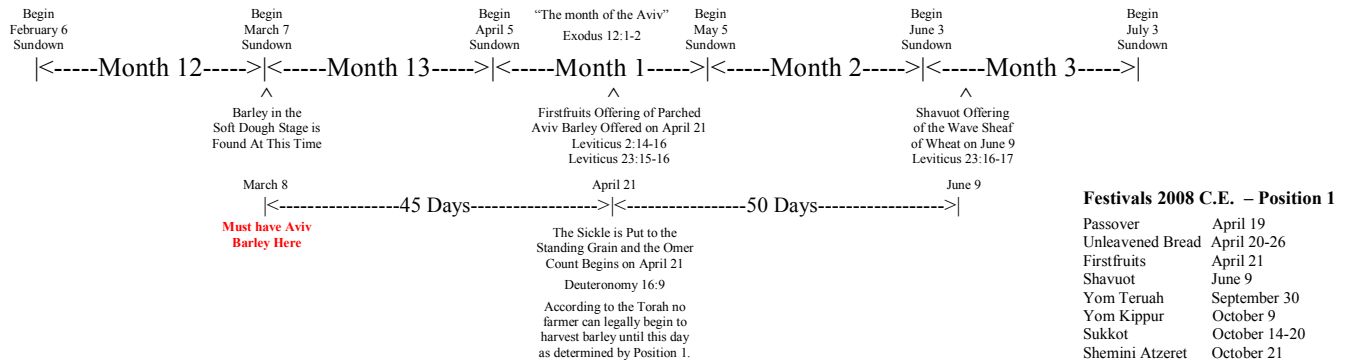 Begin
February 6
Sundown
Begin
March 7
Sundown
Begin
April 5
Sundown
“The month of the Aviv”
Exodus 12:1-2
Begin
May 5
Sundown
Begin
June 3
Sundown
Begin
July 3
Sundown
|<-----Month 12----->|<-----Month 13----->|<-----Month 1----->|<-----Month 2----->|<-----Month 3----->|
^
Barley in the
Soft Dough Stage is
Found At This Time
^
Firstfruits Offering of Parched
Aviv Barley Offered on April 21
Leviticus 2:14-16
Leviticus 23:15-16
^
Shavuot Offering
of the Wave Sheaf
of Wheat on June 9
Leviticus 23:16-17
March 8 April 21 June 9
|<-----------------45 Days------------------>|<-------------------50 Days-------------------->|
Must have Aviv
Barley Here
The Sickle is Put to the
Standing Grain and the Omer
Count Begins on April 21
Deuteronomy 16:9
According to the Torah no
farmer can legally begin to
harvest barley until this day
as determined by Position 1.
Festivals 2008 C.E. – Position 1
Passover April 19
Unleavened Bread April 20-26
Firstfruits April 21
Shavuot June 9
Yom Teruah September 30
Yom Kippur October 9
Sukkot October 14-20
Shemini Atzeret October 21